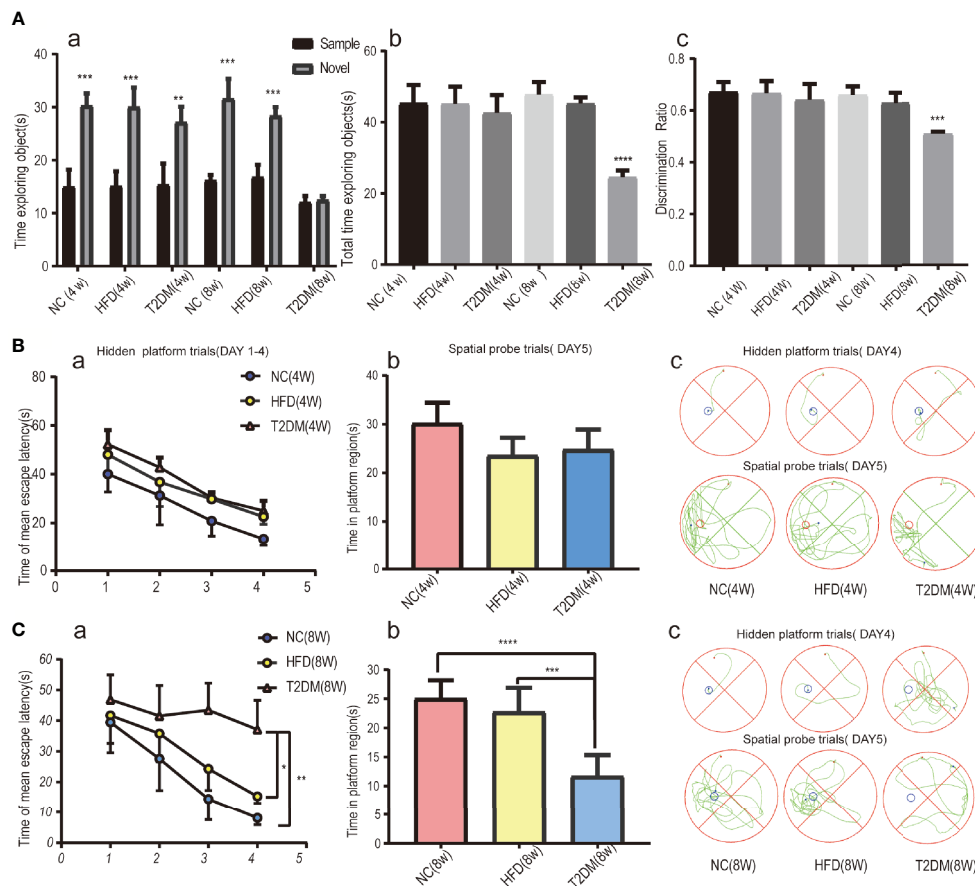 A
a
Sample
Novel
Time exploring object(s)
40
30
20
10
0
***
***
**
***
***
NC (4 w)
HFD(4w)
T2DM(4w)
NC (8w)
HFD(8w)
T2DM(8w)
b
Total time exploring object(s)
60
40
20
0
****
NC (4 w)
HFD(4w)
T2DM(4w)
NC (8w )
HFD(8w)
T2DM(8w)
c
Discrimination Ratio
0.8
0.6
0.4
0.2
0.0
***
NC (4 W)
HFD(4W)
T2DM(4w)
NC (8W)
HFD(5w)
T2DM(8w)
B
a
Hidden platform trials(DAY 1-4)
Time of mean escape latency(s)
80
60
40
20
0
0 1 2 3 4 5
NC(4W)
HFD(4W)
T2DM(4W)
b
Spatial probe trials(DAY5)
Time in platform region(s)
40
30
20
10
0
NC(4w)
HFD(4w)
T2DM(4w)
c
Hidden platform trials( DAY4)
Spatial probe trials( DAY5)
NC(4W) HFD(4W) T2DM(4W)
C
a
Time of mean escape latency(s)
60
50
40
30
20
10
0
0 1 2 3 4 5
NC(8W)
HFD(8W)
T2DM(8W)
*
**
b
Time in platform region(s)
30
25
20
15
10
5
0
****
***
NC(8w)
HFD(8w)
T2DM(8w)
c
Hidden platform trials( DAY4)
Spatial probe trials( DAY5)
NC(8W) HFD(8W) T2DM(8W)